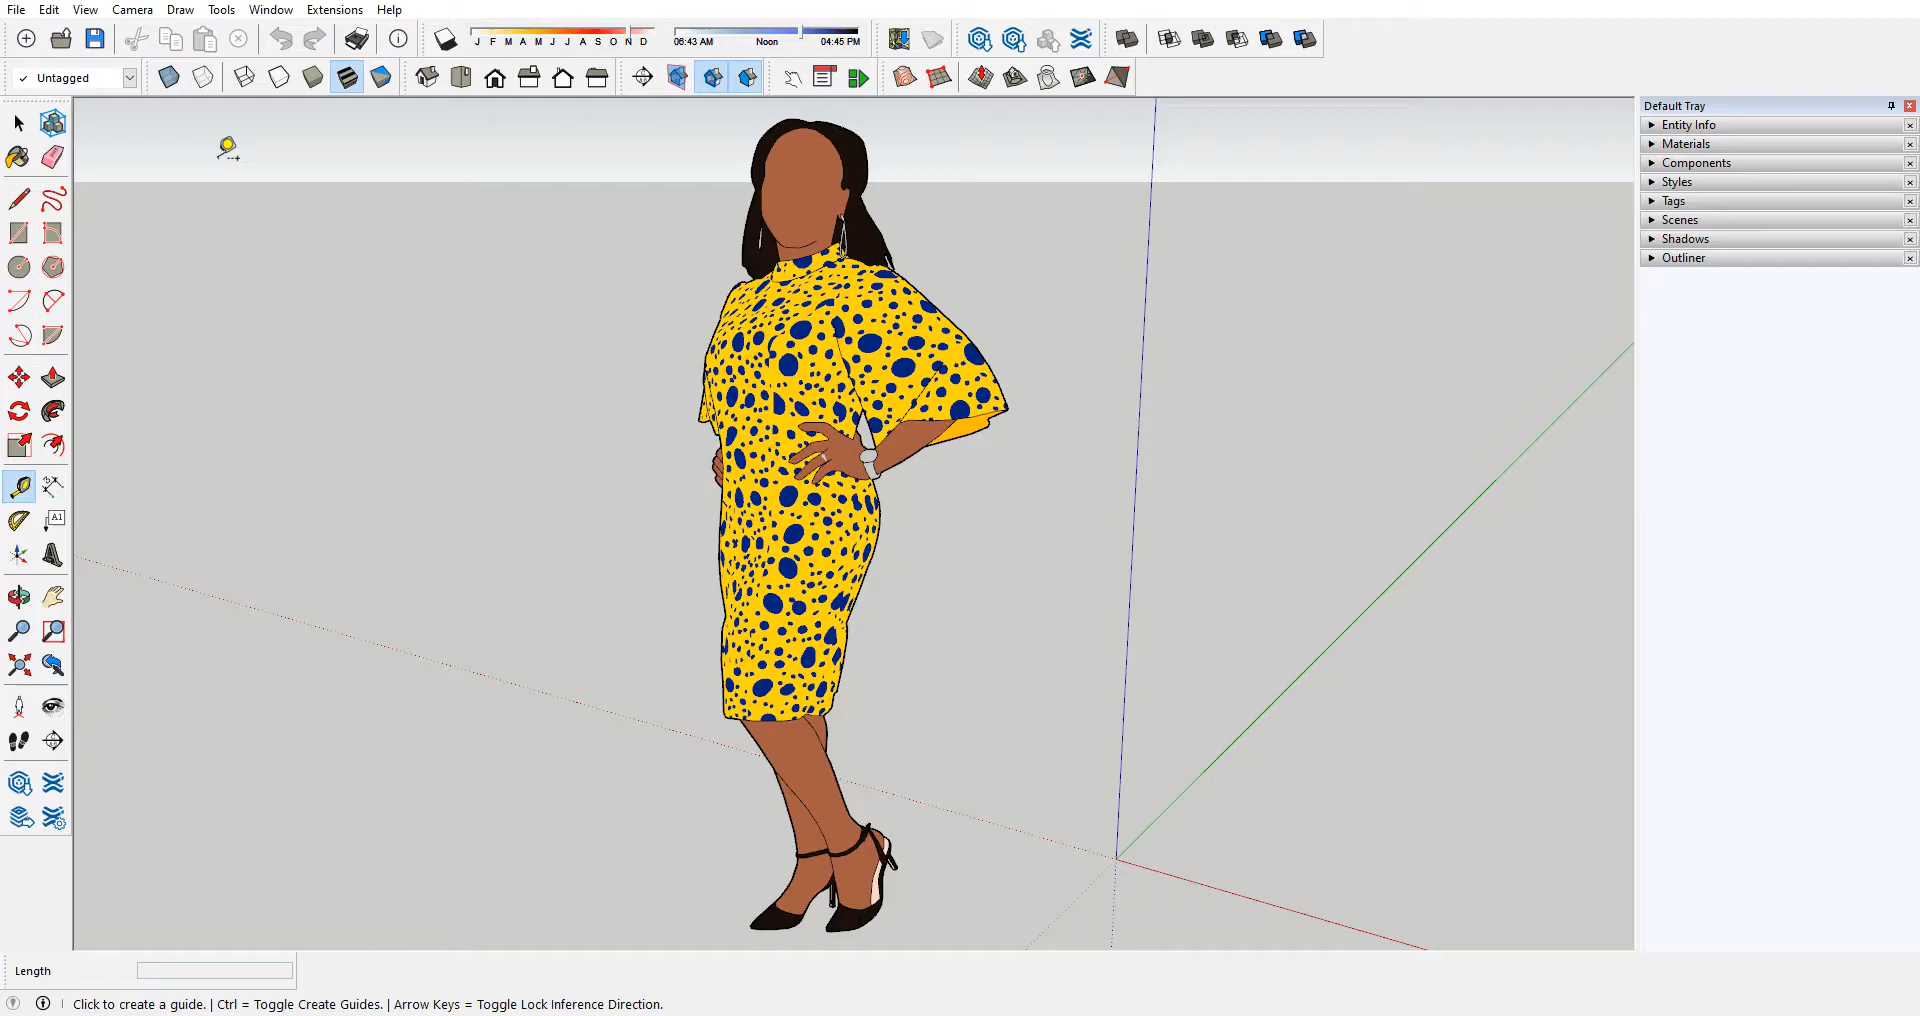 File Edit View Camera Draw Tools Window Extensions Help
J F M A M J J A S O N D
06:43 AM Noon 04:45 PM
✓ Untagged
Default Tray
Entity Info
Materials
Components
Styles
Tags
Scenes
Shadows
Outliner
A1
Length
Click to create a guide. | Ctrl = Toggle Create Guides. | Arrow Keys = Toggle Lock Inference Direction.